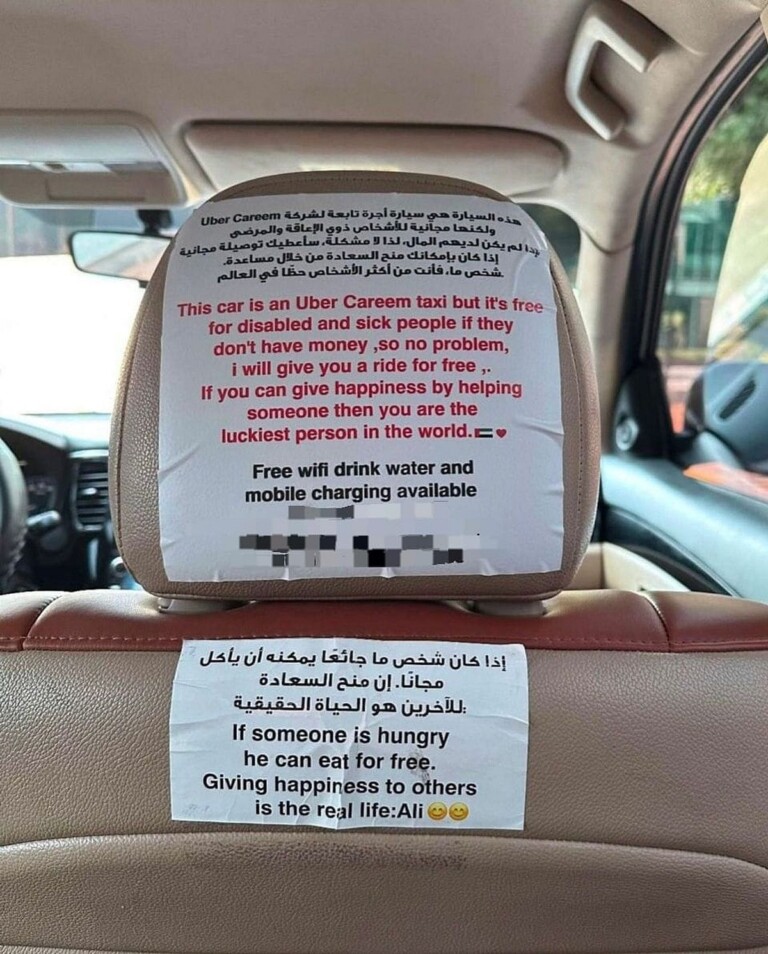 هذه السيارة هي سيارة أجرة تابعة لشركة Uber Careem
ولكنها مجانية للأشخاص ذوي الإعاقة والمرضى
إذا لم يكن لديهم المال، لذا لا مشكلة، سأعطيك توصيلة مجانية
إذا كان بإمكانك منح السعادة من خلال مساعدة.
شخص ما، فأنت من أكثر الأشخاص حظًا في العالم
This car is an Uber Careem taxi but it's free
for disabled and sick people if they
don't have money ,so no problem,
i will give you a ride for free ,.
If you can give happiness by helping
someone then you are the
luckiest person in the world.🇦🇪♥
Free wifi drink water and
mobile charging available
إذا كان شخص ما جائعًا يمكنه أن يأكل
مجانًا. إن منح السعادة
للآخرين هو الحياة الحقيقية:
If someone is hungry
he can eat for free.
Giving happiness to others
is the real life:Ali 😊😊